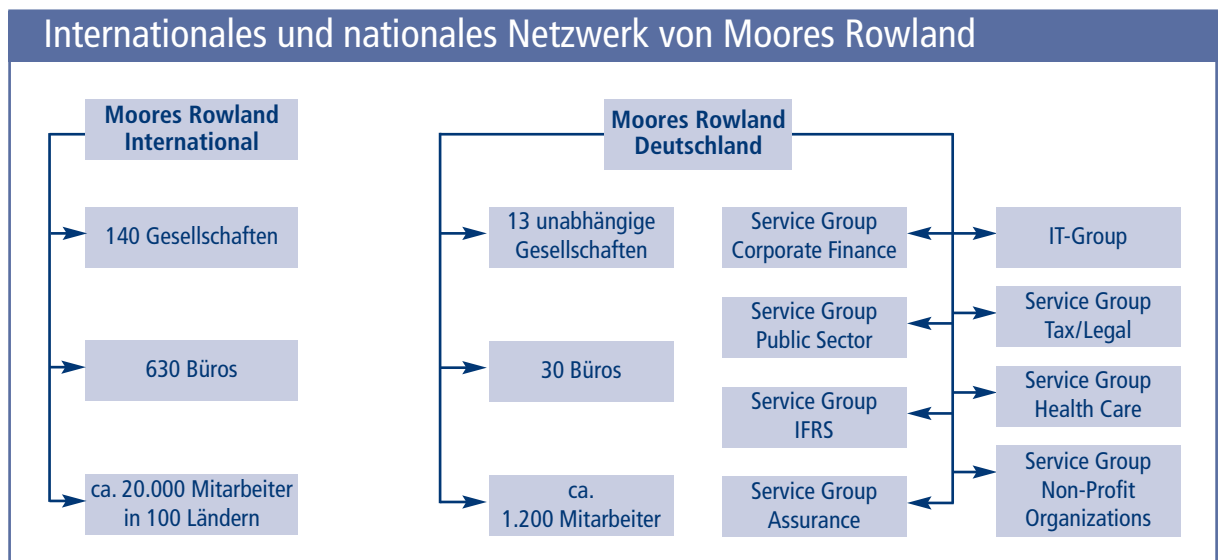 Internationales und nationales Netzwerk von Moores Rowland
Moores Rowland
International
140 Gesellschaften
630 Büros
ca. 20.000 Mitarbeiter
in 100 Ländern
Moores Rowland
Deutschland
13 unabhängige
Gesellschaften
30 Büros
ca.
1.200 Mitarbeiter
Service Group
Corporate Finance
Service Group
Public Sector
Service Group
IFRS
Service Group
Assurance
IT-Group
Service Group
Tax/Legal
Service Group
Health Care
Service Group
Non-Profit
Organizations